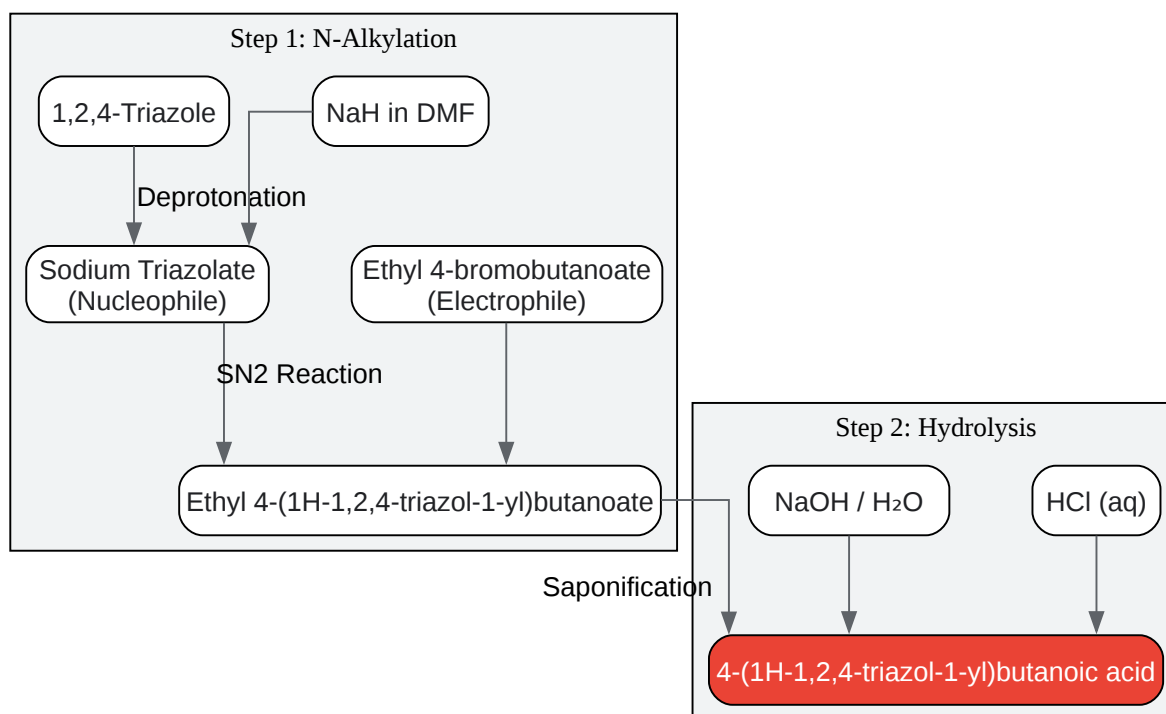 Step 1: N-Alkylation
1,2,4-Triazole
NaH in DMF
Deprotonation
Sodium Triazolate
(Nucleophile)
Ethyl 4-bromobutanoate
(Electrophile)
SN2 Reaction
Ethyl 4-(1H-1,2,4-triazol-1-yl)butanoate
Step 2: Hydrolysis
NaOH / H₂O
HCl (aq)
Saponification
4-(1H-1,2,4-triazol-1-yl)butanoic acid